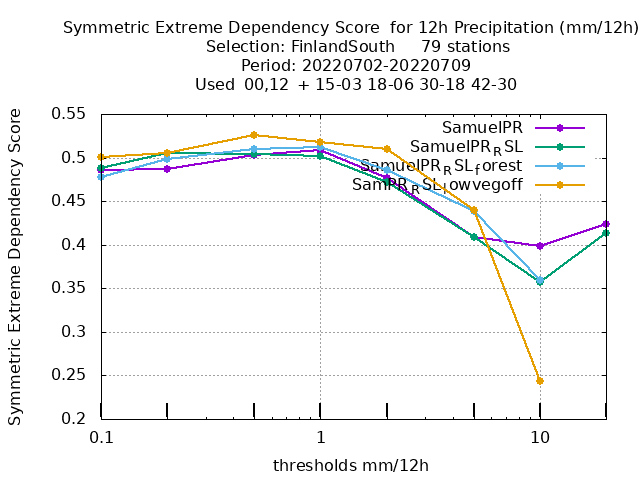 Symmetric Extreme Dependency Score  for 12h Precipitation (mm/12h)
Selection: FinlandSouth     79 stations
Period: 20220702-20220709
Used  00,12  + 15-03 18-06 30-18 42-30
Symmetric Extreme Dependency Score
0.55
0.5
0.45
0.4
0.35
0.3
0.25
0.2
SamuelPR
SamuelPR_RSL
SamuelPR_RSL_forest
SamPR_RSL_lowvegoff
0.1
1
10
thresholds mm/12h